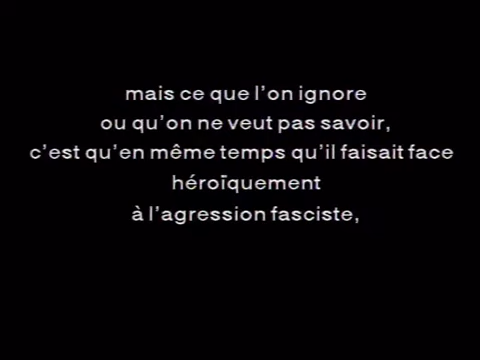 mais ce que l’on ignore
ou qu’on ne veut pas savoir,
c’est qu’en même temps qu’il faisait face
héroïquement
à l’agression fasciste,